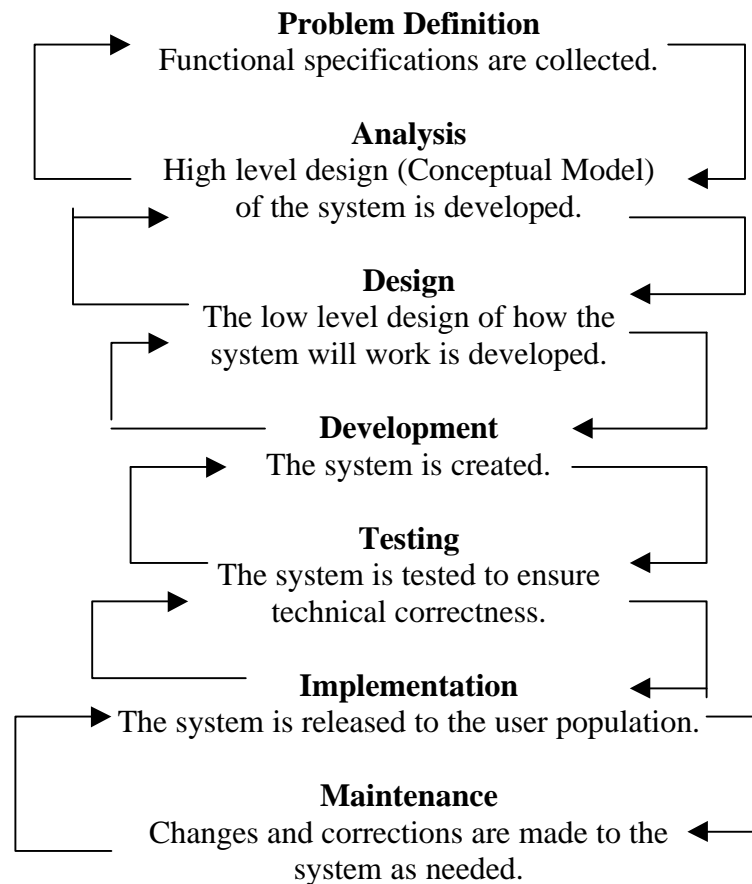 Problem Definition
Functional specifications are collected.
Analysis
High level design (Conceptual Model)
of the system is developed.
Design
The low level design of how the
system will work is developed.
Development
The system is created.
Testing
The system is tested to ensure
technical correctness.
Implementation
The system is released to the user population.
Maintenance
Changes and corrections are made to the
system as needed.